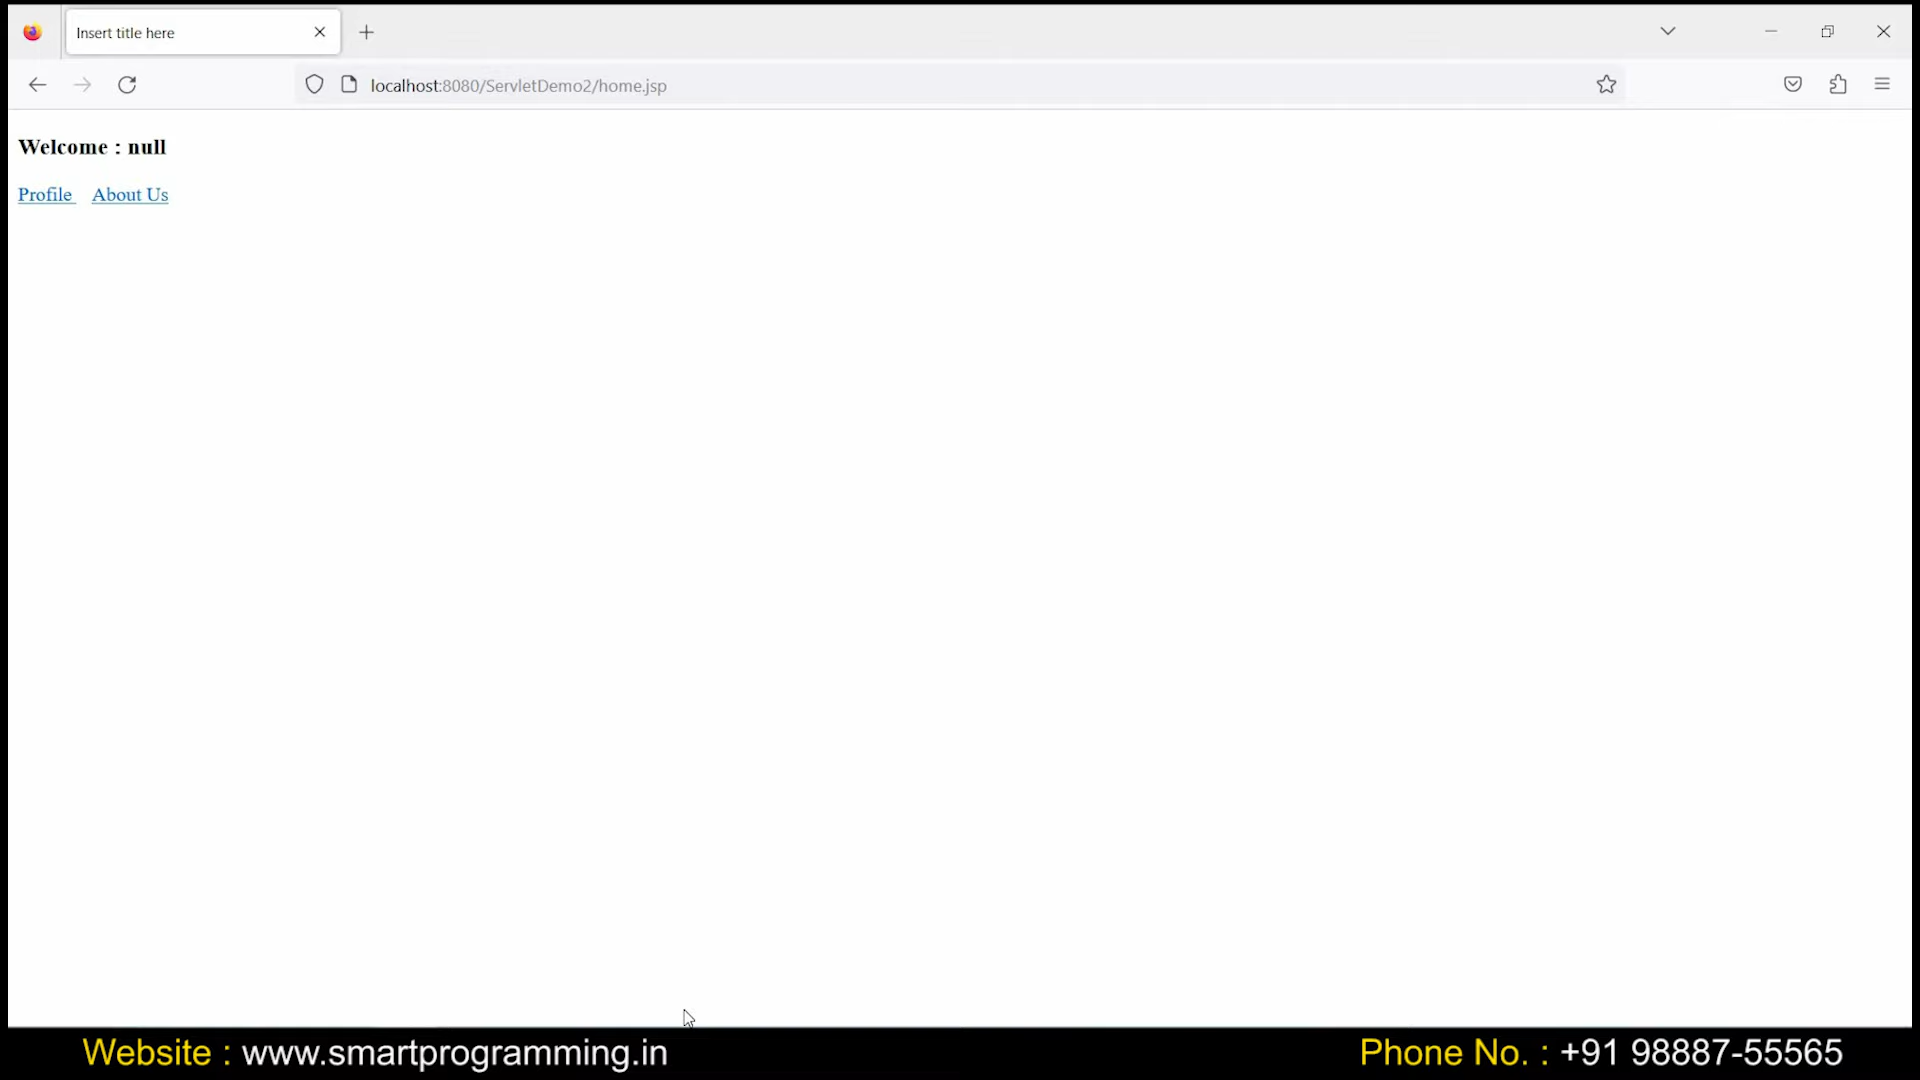 Insert title here
localhost:8080/ServletDemo2/home.jsp
Welcome : null
Profile About Us
Website : www.smartprogramming.in
Phone No. : +91 98887-55565